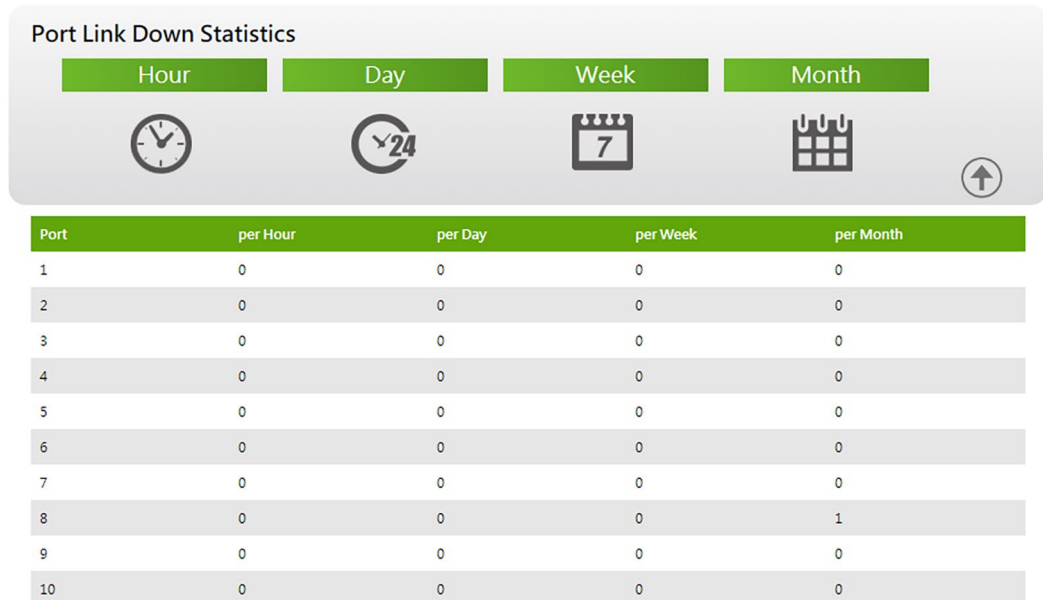 Port Link Down Statistics
Hour Day Week Month
24 7
Port per Hour per Day per Week per Month
1 0 0 0 0
2 0 0 0 0
3 0 0 0 0
4 0 0 0 0
5 0 0 0 0
6 0 0 0 0
7 0 0 0 0
8 0 0 0 1
9 0 0 0 0
10 0 0 0 0